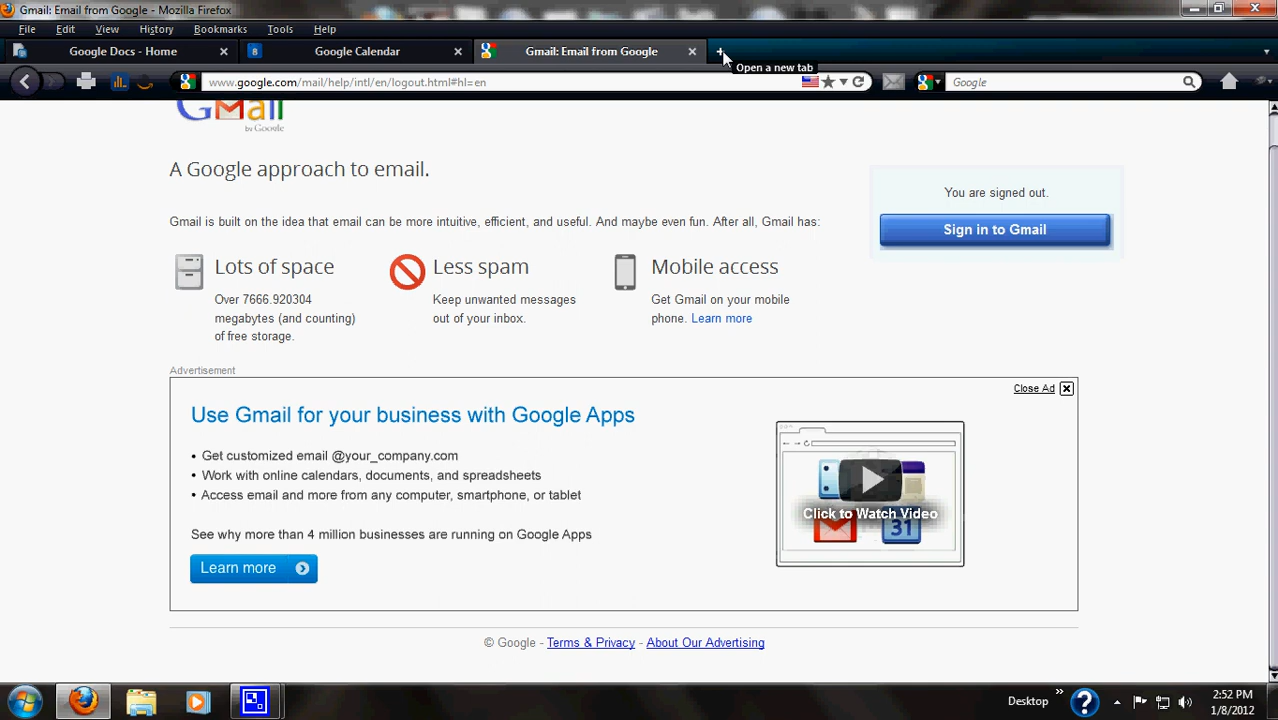 Gmail: Email from Google - Mozilla Firefox
File Edit View History Bookmarks Tools Help
Google Docs - Home
8 Google Calendar
Gmail: Email from Google
Open a new tab
www.google.com/mail/help/intl/en/logout.html#hl=en
Google
GMail
by Google
A Google approach to email.
You are signed out.
Gmail is built on the idea that email can be more intuitive, efficient, and useful. And maybe even fun. After all, Gmail has:
Sign in to Gmail
Lots of space
Over 7666.920304
megabytes (and counting)
of free storage.
Less spam
Keep unwanted messages
out of your inbox.
Mobile access
Get Gmail on your mobile
phone. Learn more
Advertisement
Close Ad
Use Gmail for your business with Google Apps
• Get customized email @your_company.com
• Work with online calendars, documents, and spreadsheets
• Access email and more from any computer, smartphone, or tablet
See why more than 4 million businesses are running on Google Apps
Learn more
Click to Watch Video
31
© Google - Terms & Privacy - About Our Advertising
Desktop
2:52 PM
1/8/2012